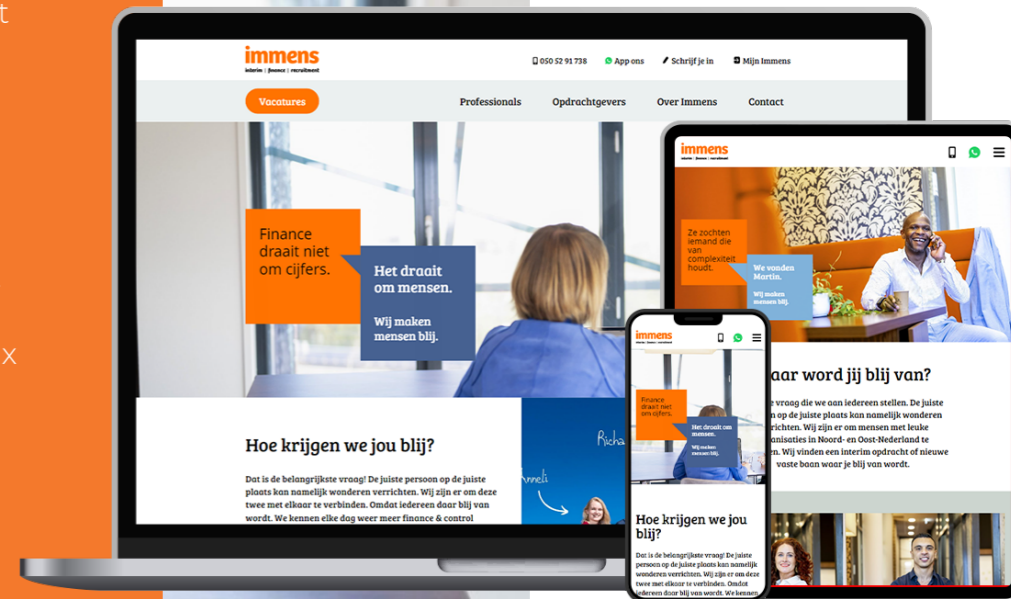 t
x
immens
interim | finance | recruitment
050 52 91 738
App ons
Schrijf je in
Mijn Immens
Vacatures
Professionals
Opdrachtgevers
Over Immens
Contact
Finance
draait niet
om cijfers.
Het draait
om mensen.
Wij maken
mensen blij.
Hoe krijgen we jou blij?
Dat is de belangrijkste vraag! De juiste persoon op de juiste
plaats kan namelijk wonderen verrichten. Wij zijn er om deze
twee met elkaar te verbinden. Omdat iedereen daar blij van
wordt. We kennen elke dag weer meer finance & control
Richa
Anneli
immens
interim | finance | recruitment
Ze zochten
iemand die
van
complexiteit
houdt.
We vonden
Martin.
Wij maken
mensen blij.
aar word jij blij van?
vraag die we aan iedereen stellen. De juiste
op de juiste plaats kan namelijk wonderen
richten. Wij zijn er om mensen met leuke
anisaties in Noord- en Oost-Nederland te
en. Wij vinden een interim opdracht of nieuwe
vaste baan waar je blij van wordt.
immens
interim | finance | recruitment
Finance
draait niet
om cijfers.
Het draait om
mensen.
Wij maken
mensen blij.
Hoe krijgen we jou
blij?
Dat is de belangrijkste vraag! De juiste
persoon op de juiste plaats kan namelijk
wonderen verrichten. Wij zijn er om deze
twee met elkaar te verbinden. Omdat
iedereen daar blij van wordt. We kennen